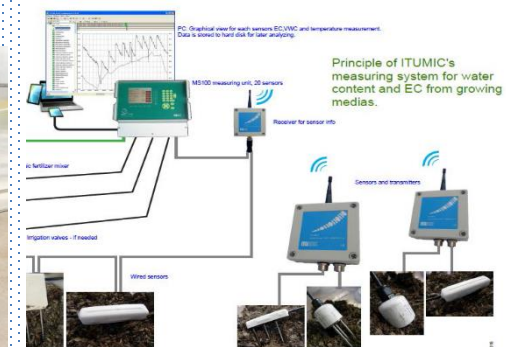 PC: Graphical view for each sensors EC,VWC and temperature measurement.
Data is stored to hard disk for later analyzing.
Principle of ITUMIC's
measuring system for water
content and EC from growing
medias.
MS100 measuring unit, 20 sensors
Receiver for sensor info
ic fertilizer mixer
Sensors and transmitters
Irrigation valves - if needed
Wired sensors